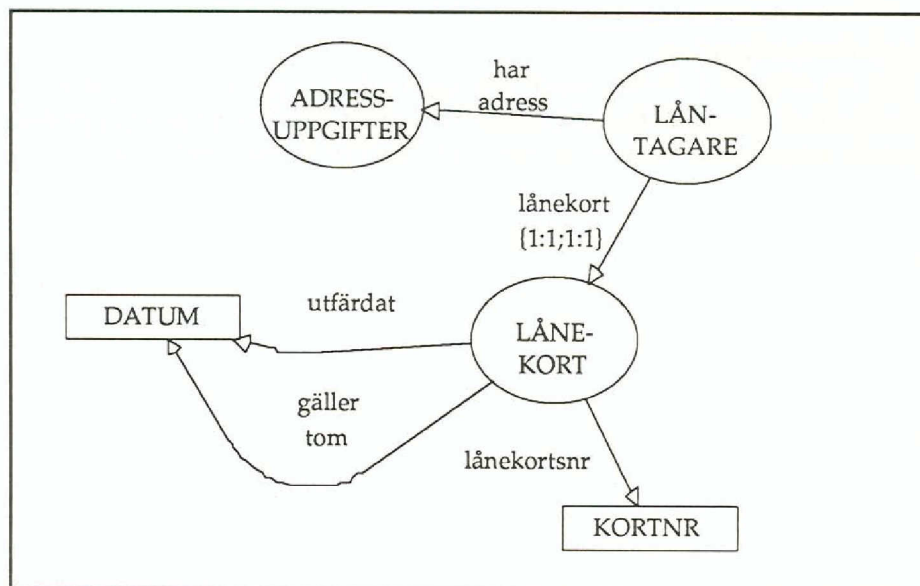 har
adress
ADRESS-
UPPGIFTER
LÅN-
TAGARE
lånekort
{1:1;1:1}
utfärdat
DATUM
LÅNE-
KORT
gäller
tom
lånekortsnr
KORTNR